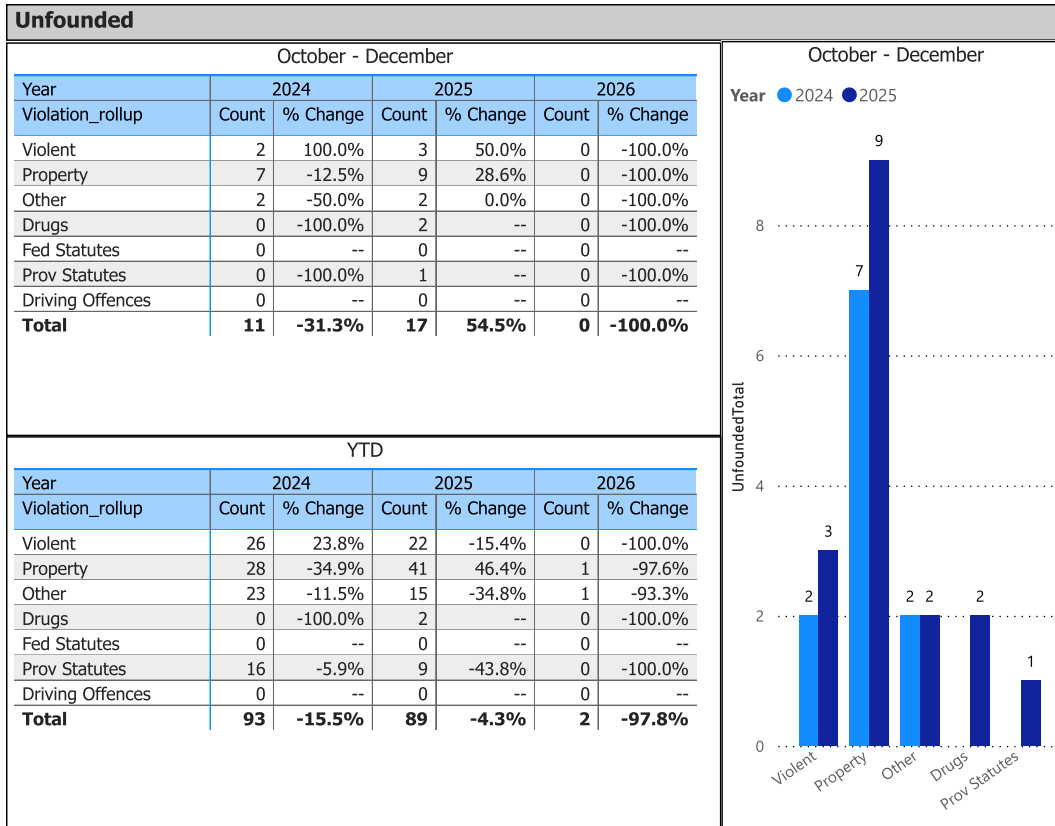 Unfounded
October - December
Year 2024 2025 2026
Violation_rollup Count % Change Count % Change Count % Change
Violent 2 100.0% 3 50.0% 0 -100.0%
Property 7 -12.5% 9 28.6% 0 -100.0%
Other 2 -50.0% 2 0.0% 0 -100.0%
Drugs 0 -100.0% 2 -- 0 -100.0%
Fed Statutes 0 -- 0 -- 0 --
Prov Statutes 0 -100.0% 1 -- 0 -100.0%
Driving Offences 0 -- 0 -- 0 --
Total 11 -31.3% 17 54.5% 0 -100.0%
YTD
Year 2024 2025 2026
Violation_rollup Count % Change Count % Change Count % Change
Violent 26 23.8% 22 -15.4% 0 -100.0%
Property 28 -34.9% 41 46.4% 1 -97.6%
Other 23 -11.5% 15 -34.8% 1 -93.3%
Drugs 0 -100.0% 2 -- 0 -100.0%
Fed Statutes 0 -- 0 -- 0 --
Prov Statutes 16 -5.9% 9 -43.8% 0 -100.0%
Driving Offences 0 -- 0 -- 0 --
Total 93 -15.5% 89 -4.3% 2 -97.8%
October - December
Year 2024 2025
9
8
7
6
UnfoundedTotal
4
3
2 2 2 2
2
1
0
Violent Property Other Drugs Prov Statutes